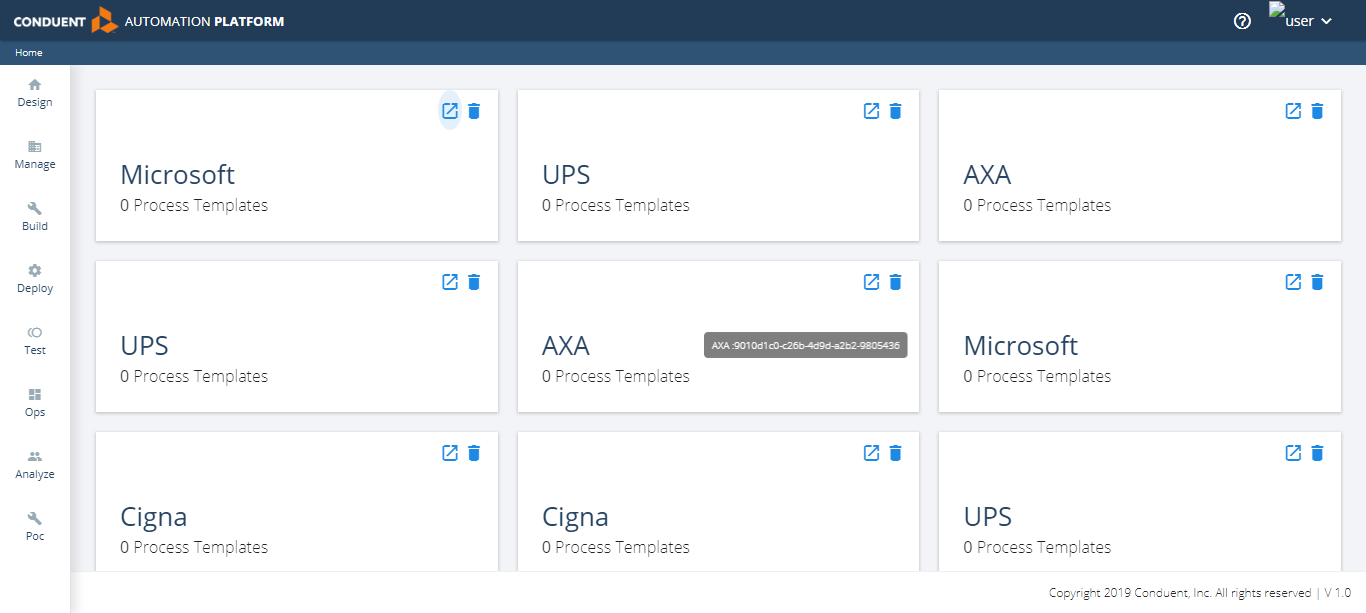 CONDUENT AUTOMATION PLATFORM
user
Home
Design
Manage
Build
Deploy
Test
Ops
Analyze
Poc
Microsoft
0 Process Templates
UPS
0 Process Templates
AXA
0 Process Templates
UPS
0 Process Templates
AXA
0 Process Templates
AXA :9010d1c0-c26b-4d9d-a2b2-9805436
Microsoft
0 Process Templates
Cigna
0 Process Templates
Cigna
0 Process Templates
UPS
0 Process Templates
Copyright 2019 Conduent, Inc. All rights reserved | V 1.0